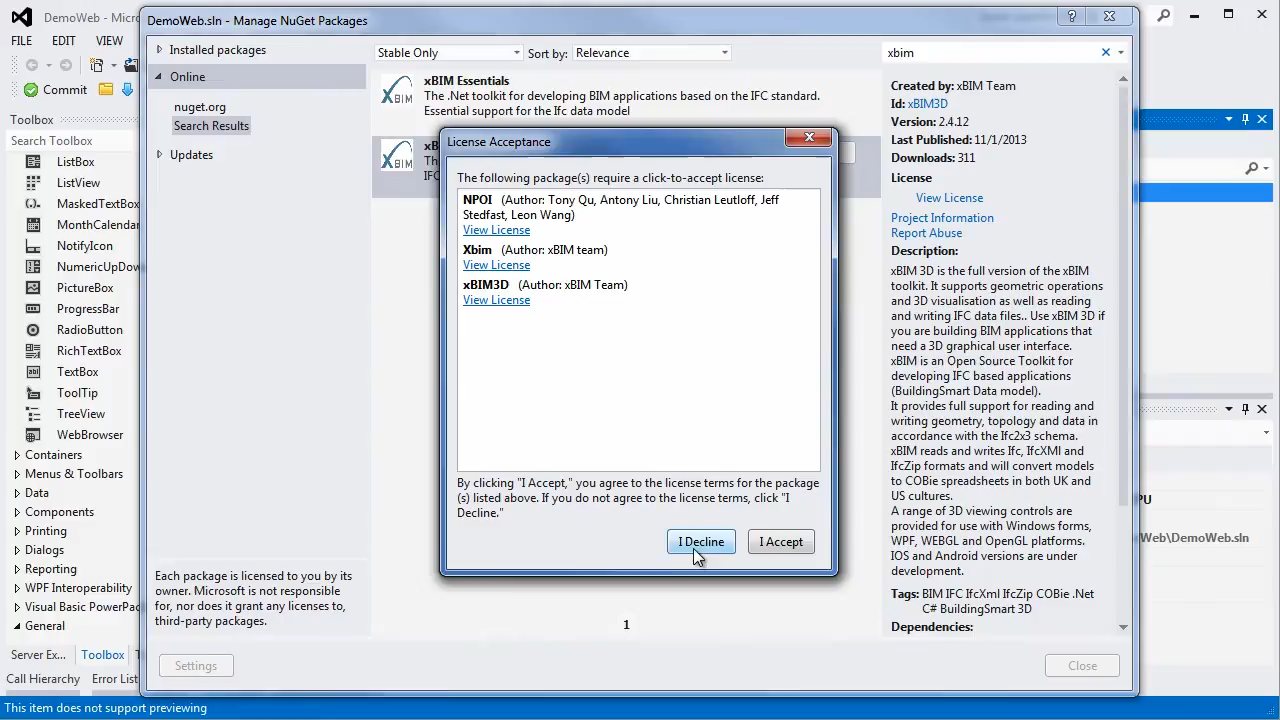 DemoWeb - Micro
DemoWeb.sln - Manage NuGet Packages
?
FILE
EDIT
VIEW
Commit
Toolbox
Search Toolbox
ListBox
ListView
MaskedTextBo
MonthCalendar
NotifyIcon
NumericUpDow
PictureBox
ProgressBar
RadioButton
RichTextBox
TextBox
ToolTip
TreeView
WebBrowser
Containers
Menus & Toolbars
Data
Components
Printing
Dialogs
Reporting
WPF Interoperability
Visual Basic PowerPac
General
Server Ex...
Toolbox
Call Hierarchy
Error List
This item does not support previewing
Installed packages
Online
nuget.org
Search Results
Updates
Each package is licensed to you by its
owner. Microsoft is not responsible
for, nor does it grant any licenses to,
third-party packages.
Settings
Stable Only
Sort by:
Relevance
xBIM Essentials
The .Net toolkit for developing BIM applications based on the IFC standard.
Essential support for the Ifc data model
XBIM
XBIM
xB
Th
IFC
License Acceptance
The following package(s) require a click-to-accept license:
NPOI (Author: Tony Qu, Antony Liu, Christian Leutloff, Jeff
Stedfast, Leon Wang)
View License
Xbim (Author: xBIM team)
View License
xBIM3D (Author: xBIM Team)
View License
By clicking "I Accept," you agree to the license terms for the package
(s) listed above. If you do not agree to the license terms, click "I
Decline."
I Decline
I Accept
1
xbim
Created by: xBIM Team
Id: xBIM3D
Version: 2.4.12
Last Published: 11/1/2013
Downloads: 311
License
View License
Project Information
Report Abuse
Description:
xBIM 3D is the full version of the xBIM
toolkit. It supports geometric operations
and 3D visualisation as well as reading
and writing IFC data files.. Use xBIM 3D if
you are building BIM applications that
need a 3D graphical user interface.
xBIM is an Open Source Toolkit for
developing IFC based applications
(BuildingSmart Data model).
It provides full support for reading and
writing geometry, topology and data in
accordance with the Ifc2x3 schema.
xBIM reads and writes Ifc, IfcXMl and
IfcZip formats and will convert models
to COBie spreadsheets in both UK and
US cultures.
A range of 3D viewing controls are
provided for use with Windows forms,
WPF, WEBGL and OpenGL platforms.
IOS and Android versions are under
development.
Tags: BIM IFC IfcXml IfcZip COBie .Net
C# BuildingSmart 3D
Dependencies:
Close
PU
Web\DemoWeb.sln